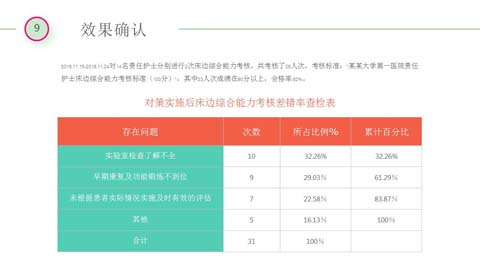 9 效果确认
2018.11.15-2018.11.24对14名责任护士分别进行2次床边综合能力考核，共考核了28人次，考核标准：“某某大学第一医院责任
护士床边综合能力考核标准（100分）”。其中23人次成绩在90分以上，合格率82%。
对策实施后床边综合能力考核差错率查检表
存在问题 次数 所占比例% 累计百分比
实验室检查了解不全 10 32.26% 32.26%
早期康复及功能锻炼不到位 9 29.03% 61.29%
未根据患者实际情况实施及时有效的评估 7 22.58% 83.87%
其他 5 16.13% 100%
合计 31 100%